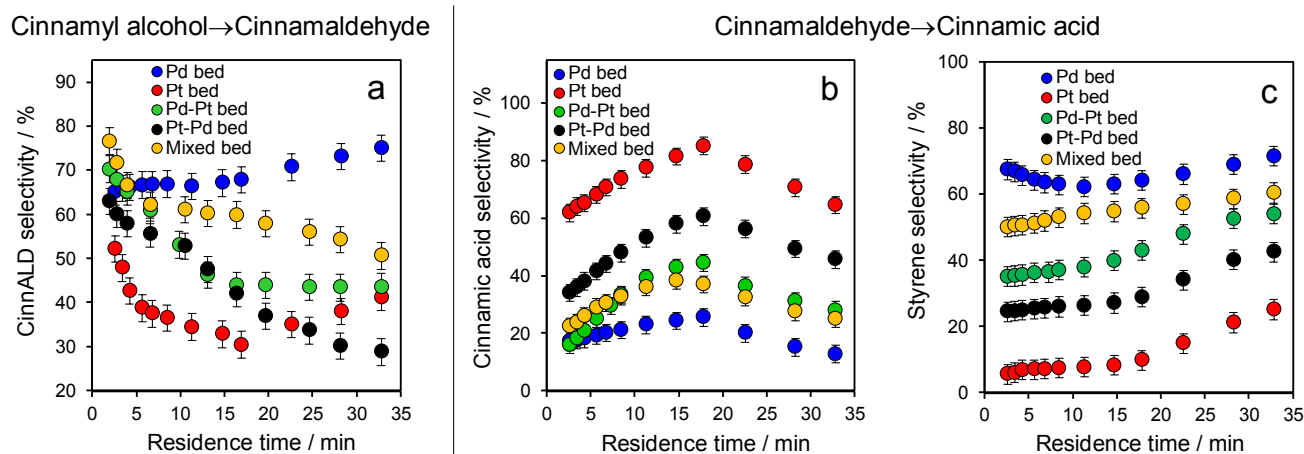 Cinnamyl alcohol→Cinnamaldehyde
Cinnamaldehyde→Cinnamic acid
a
Pd bed
Pt bed
Pd-Pt bed
Pt-Pd bed
Mixed bed
CinnALD selectivity / %
90
80
70
60
50
40
30
20
0 5 10 15 20 25 30 35
Residence time / min
b
Pd bed
Pt bed
Pd-Pt bed
Pt-Pd bed
Mixed bed
Cinnamic acid selectivity / %
100
80
60
40
20
0
0 5 10 15 20 25 30 35
Residence time / min
c
Pd bed
Pt bed
Pd-Pt bed
Pt-Pd bed
Mixed bed
Styrene selectivity / %
100
80
60
40
20
0
0 5 10 15 20 25 30 35
Residence time / min